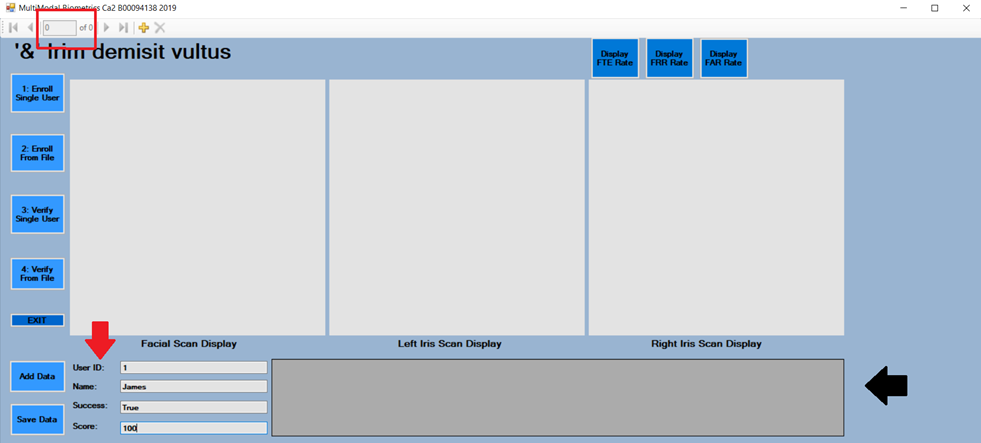 MultiModal Biometrics Ca2 B00094138 2019
0 of 0
'&' Irim demisit vultus
Display
FTE Rate
Display
FRR Rate
Display
FAR Rate
1: Enroll
Single User
2: Enroll
From File
3: Verify
Single User
4: Verify
From File
EXIT
Facial Scan Display
Left Iris Scan Display
Right Iris Scan Display
Add Data
Save Data
User ID: 1
Name: James
Success: True
Score: 100